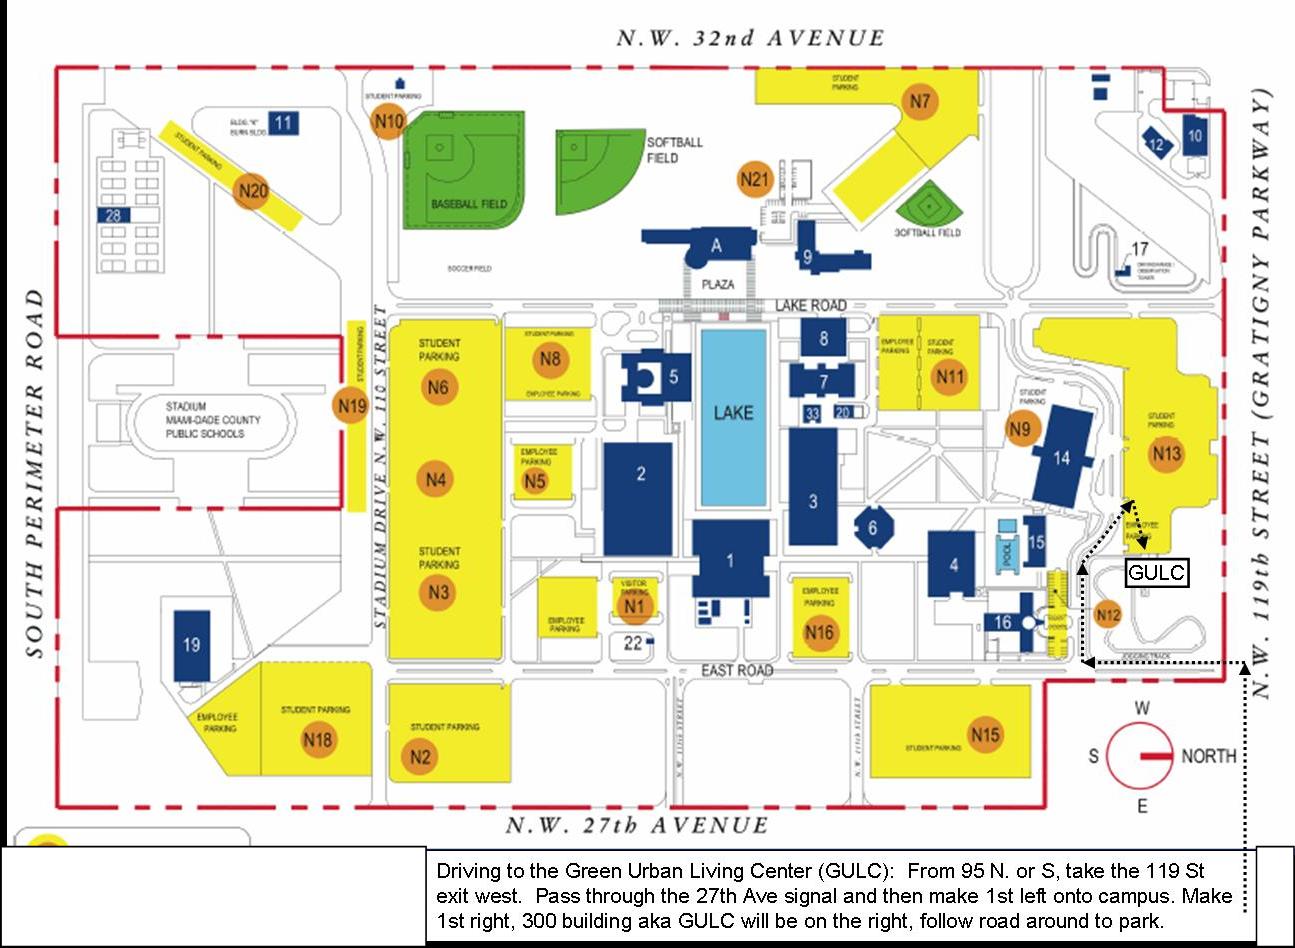 N.W. 32nd AVENUE
STUDENT PARKING
N10
STUDENT
PARKING
N7
BLDG. "K"
BURN BLDG.
11
STUDENT PARKING
N20
28
BASEBALL FIELD
SOFTBALL
FIELD
N21
SOFTBALL FIELD
12
10
17
A
9
PLAZA
SOCCER FIELD
LAKE ROAD
SOUTH PERIMETER ROAD
STADIUM DRIVE N.W. 110 STREET
N.W. 119th STREET (GRATIGNY PARKWAY)
STUDENT PARKING
N19
STADIUM
MIAMI-DADE COUNTY
PUBLIC SCHOOLS
STUDENT
PARKING
N6
N4
STUDENT
PARKING
N3
STUDENT PARKING
N8
EMPLOYEE PARKING
EMPLOYEE
PARKING
N5
5
2
LAKE
8
7
33
20
3
6
1
EMPLOYEE
PARKING
STUDENT
PARKING
N11
STUDENT
PARKING
N9
14
STUDENT
PARKING
N13
EMPLOYEE
GULC
15
POOL
4
16
N12
JOGGING TRACK
EMPLOYEE
PARKING
VISITOR
PARKING
N1
22
EMPLOYEE
PARKING
N16
EAST ROAD
19
EMPLOYEE
PARKING
STUDENT PARKING
N18
STUDENT PARKING
N2
STUDENT PARKING
N15
W
S
NORTH
E
N.W. 27th AVENUE
Driving to the Green Urban Living Center (GULC): From 95 N. or S, take the 119 St
exit west. Pass through the 27th Ave signal and then make 1st left onto campus. Make
1st right, 300 building aka GULC will be on the right, follow road around to park.